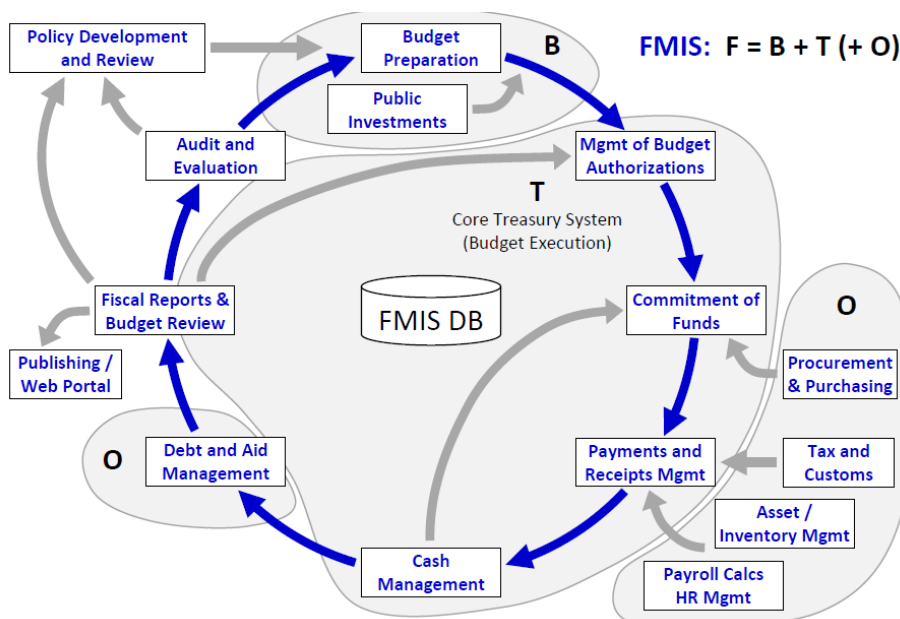 FMIS: F = B + T (+ O)
Policy Development
and Review
Budget
Preparation
B
Public
Investments
Audit and
Evaluation
Mgmt of Budget
Authorizations
T
Core Treasury System
(Budget Execution)
Fiscal Reports &
Budget Review
FMIS DB
Commitment of
Funds
O
Publishing /
Web Portal
Procurement
& Purchasing
O
Debt and Aid
Management
Payments and
Receipts Mgmt
Tax and
Customs
Asset /
Inventory Mgmt
Cash
Management
Payroll Calcs
HR Mgmt